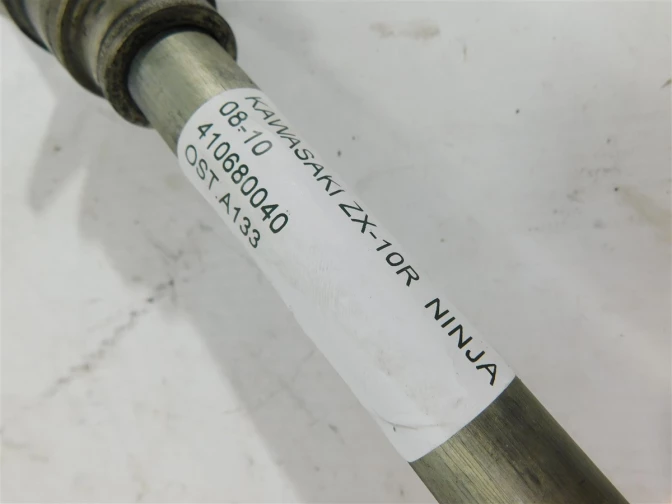 KAWASAKI ZX-10R NINJA
08-10
410680040
OST.A133